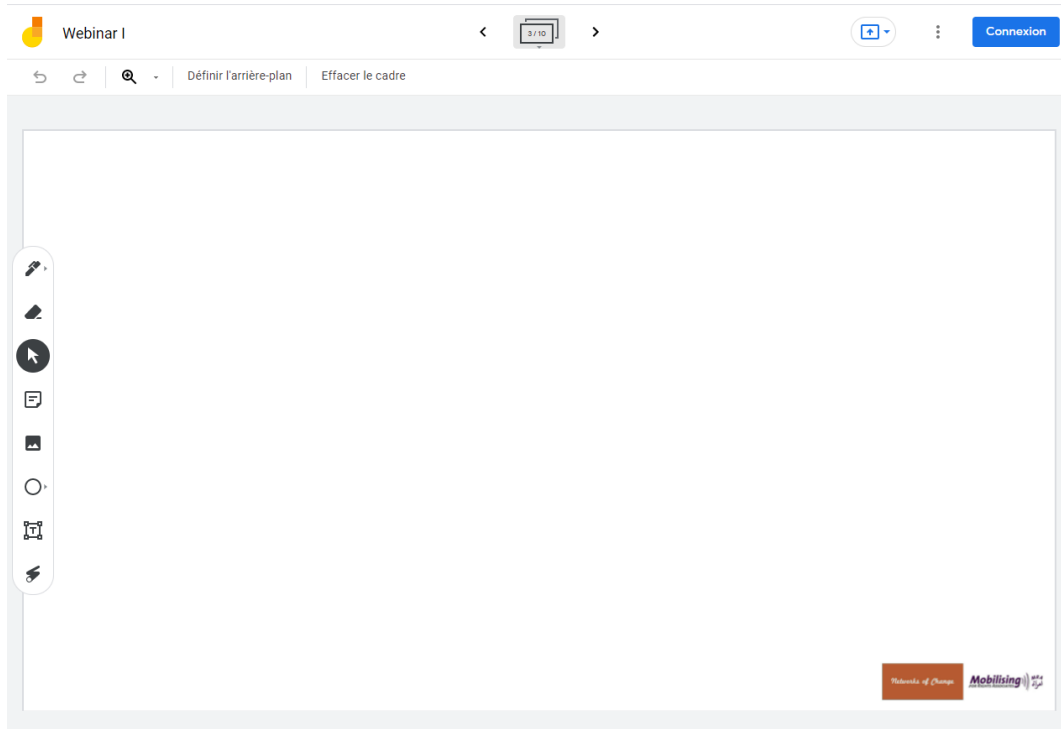 Webinar I
3 / 10
Connexion
Définir l'arrière-plan
Effacer le cadre
Networks of Change
Mobilising